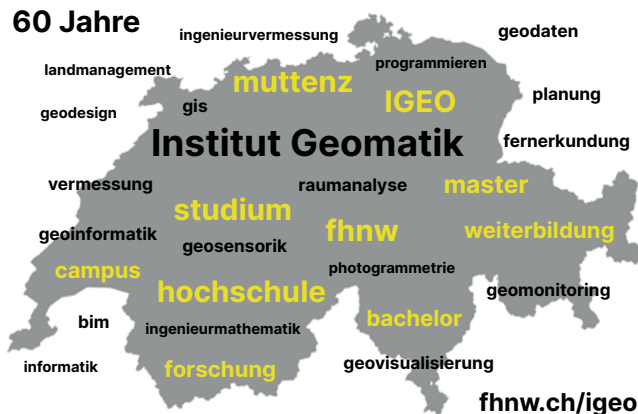 60 Jahre
ingenieurvermessung
geodaten
landmanagement
muttenz
programmieren
gis
IGEO
planung
geodesign
Institut Geomatik
fernerkundung
vermessung
raumanalyse
master
studium
geoinformatik
geosensorik
fhnw
weiterbildung
campus
hochschule
photogrammetrie
geomonitoring
bim
ingenieurmathematik
bachelor
informatik
forschung
geovisualisierung
fhnw.ch/igeo